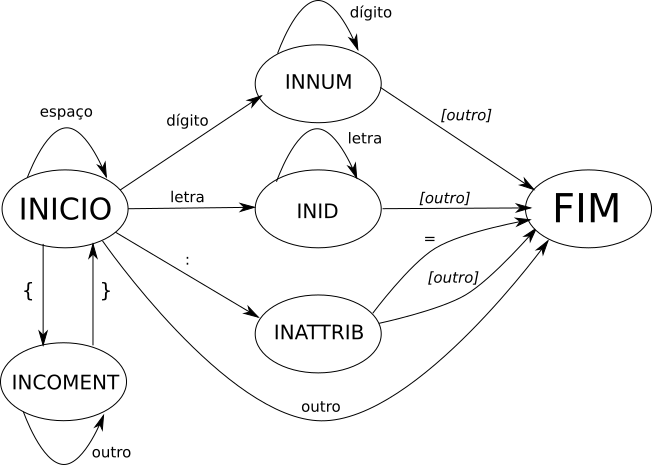 dígito
INNUM
espaço
dígito
[outro]
letra
letra
[outro]
INICIO
INID
FIM
:
=
[outro]
{
}
INATTRIB
INCOMENT
outro
outro